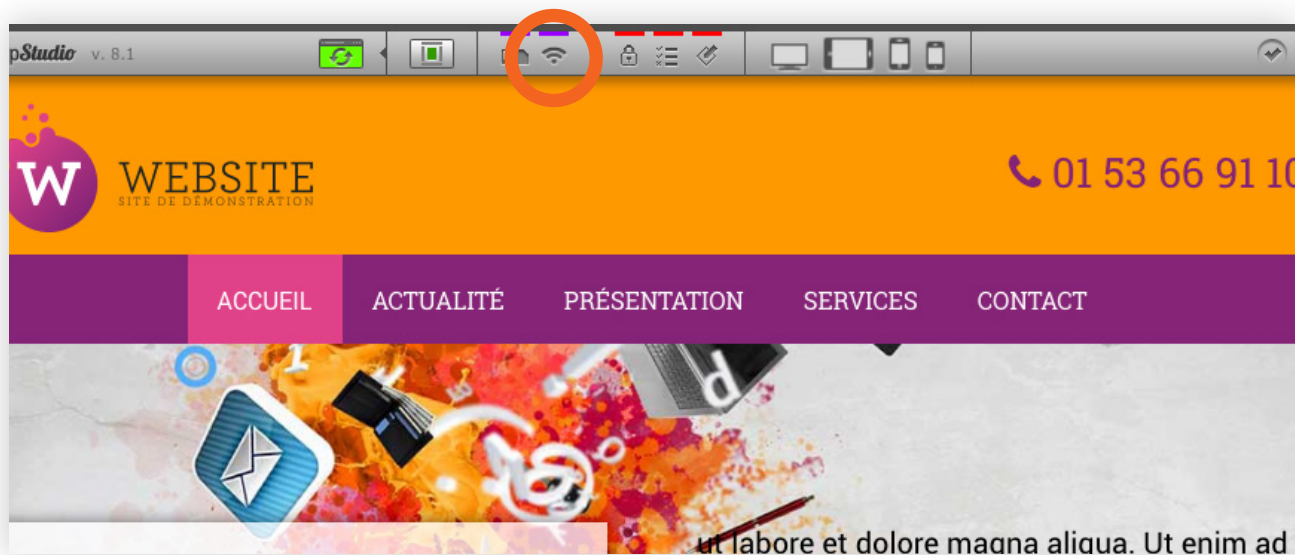 pStudio v. 8.1
W WEBSITE
SITE DE DÉMONSTRATION
01 53 66 91 10
ACCUEIL ACTUALITÉ PRÉSENTATION SERVICES CONTACT
ut labore et dolore magna aliqua. Ut enim ad